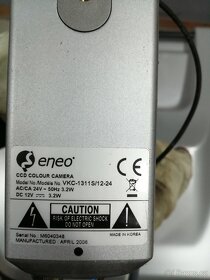 eneo
CCD COLOUR CAMERA
Model No./Modèle No. VKC-1311S/12-24
AC/CA 24V ~ 50Hz 3.2W
DC 12V 3.2W
CAUTION
RISK OF ELECTRIC SHOCK
DO NOT OPEN
CE
Serial No : M6040349
MANUFACTURED : APRIL 2006
MADE IN KOREA